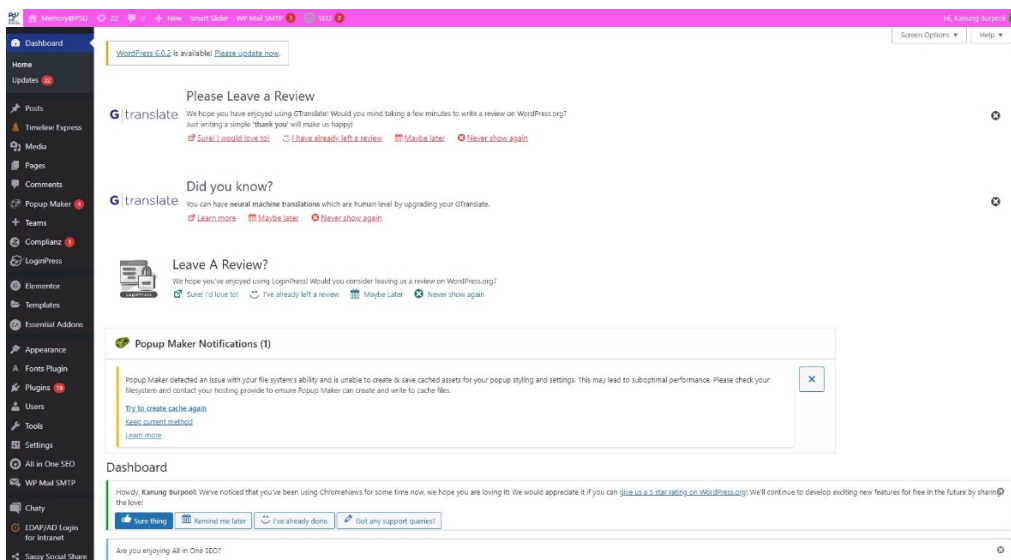 MemoryBIPSU 22 0 + New Smart Slider WP Mail SMTP 1 SEO 7 Hi, Kanung Burpool
Screen Options Help
Dashboard
Home
Updates 22
Posts
Timeline Express
Media
Pages
Comments
Popup Maker 4
Teams
Complianz 1
LoginPress
Elementor
Templates
Essential Addons
Appearance
Fonts Plugin
Plugins 19
Users
Tools
Settings
All in One SEO
WP Mail SMTP
Chaty
LDAP/AD Login
for Intranet
Sassy Social Share
WordPress 6.0.2 is available! Please update now.
G|translate
Please Leave a Review
We hope you have enjoyed using GTranslate! Would you mind taking a few minutes to write a review on WordPress.org?
Just writing a simple 'thank you' will make us happy!
Sure! I would love to! I have already left a review Maybe later Never show again
G|translate
Did you know?
You can have neural machine translations which are human level by upgrading your GTranslate.
Learn more Maybe later Never show again
LoginPress
Leave A Review?
We hope you've enjoyed using LoginPress! Would you consider leaving us a review on WordPress.org?
Sure! I'd love to! I've already left a review Maybe Later Never show again
Popup Maker Notifications (1)
Popup Maker detected an issue with your file system's ability and is unable to create & save cached assets for your popup styling and settings. This may lead to suboptimal performance. Please check your
filesystem and contact your hosting provide to ensure Popup Maker can create and write to cache files.
Try to create cache again
Keep current method
Learn more
Dashboard
Howdy, Kanung Burpool! We've noticed that you've been using ChromeNews for some time now, we hope you are loving it! We would appreciate it if you can give us a 5 star rating on WordPress.org! We'll continue to develop exciting new features for free in the future by sharing
the love!
Sure thing Remind me later I've already done. Got any support queries?
Are you enjoying All in One SEO?